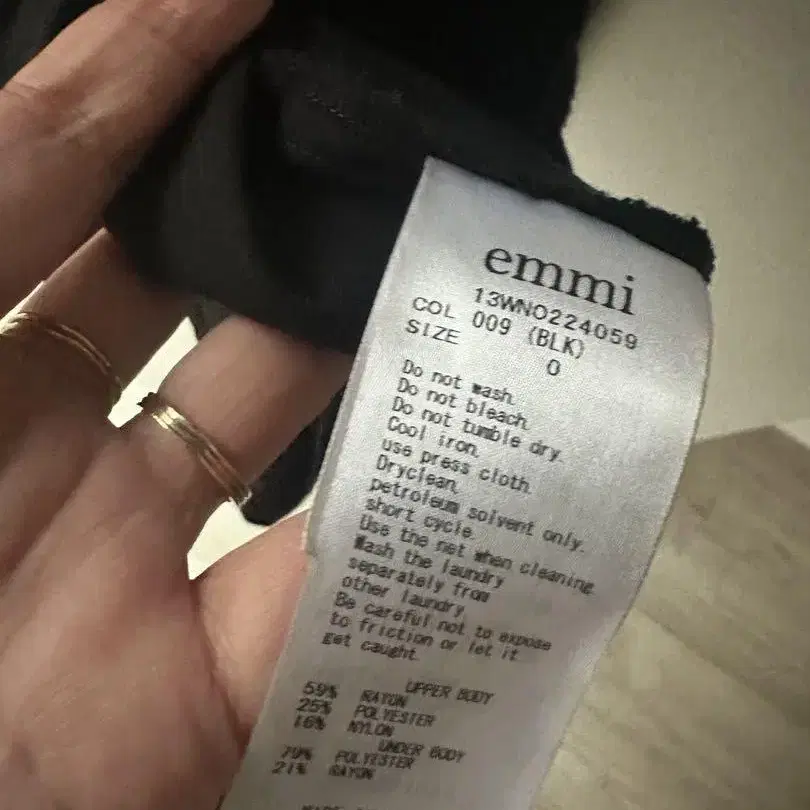 emmi
13WNO224059
COL 009 (BLK)
SIZE 0
Do not wash.
Do not bleach.
Do not tumble dry.
Cool iron,
use press cloth.
Dryclean,
petroleum solvent only.
short cycle.
Use the net when cleaning
Wash the laundry
separately from
other laundry.
Be careful not to expose
to friction or let it
get caught.
UPPER BODY
59% RAYON
25% POLYESTER
16% NYLON
UNDER BODY
79% POLYESTER
21% RAYON